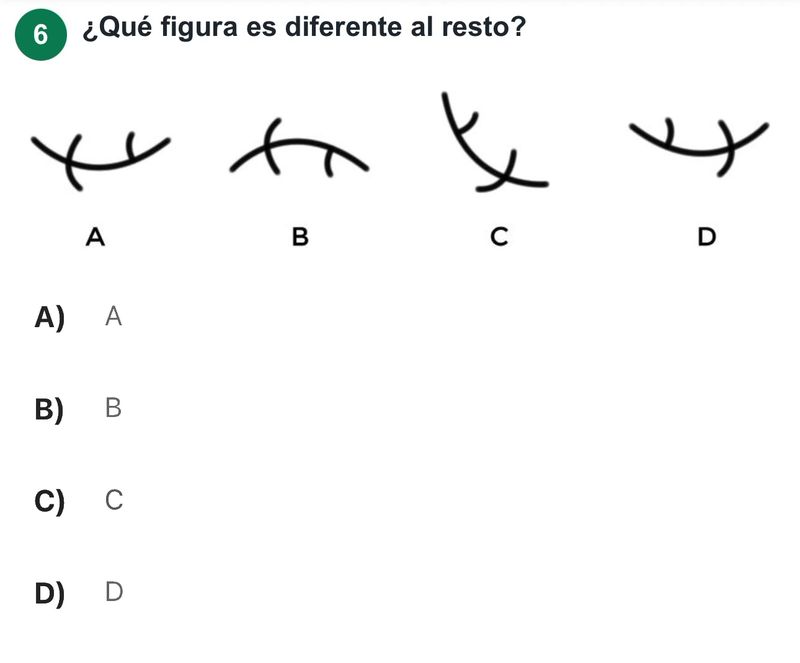 6 ¿Qué figura es diferente al resto?
A B C D
A) A
B) B
C) C
D) D